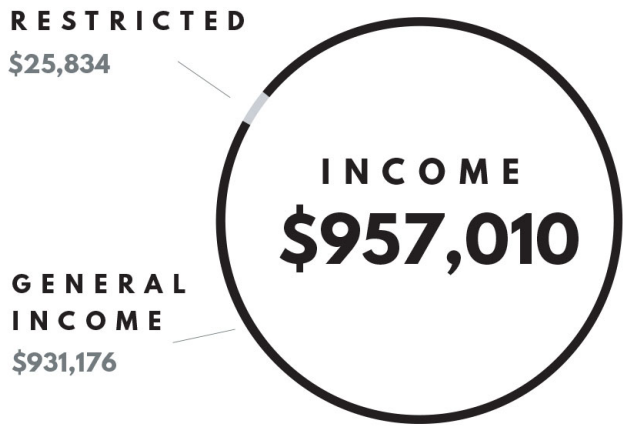 RESTRICTED
$25,834
INCOME
$957,010
GENERAL
INCOME
$931,176